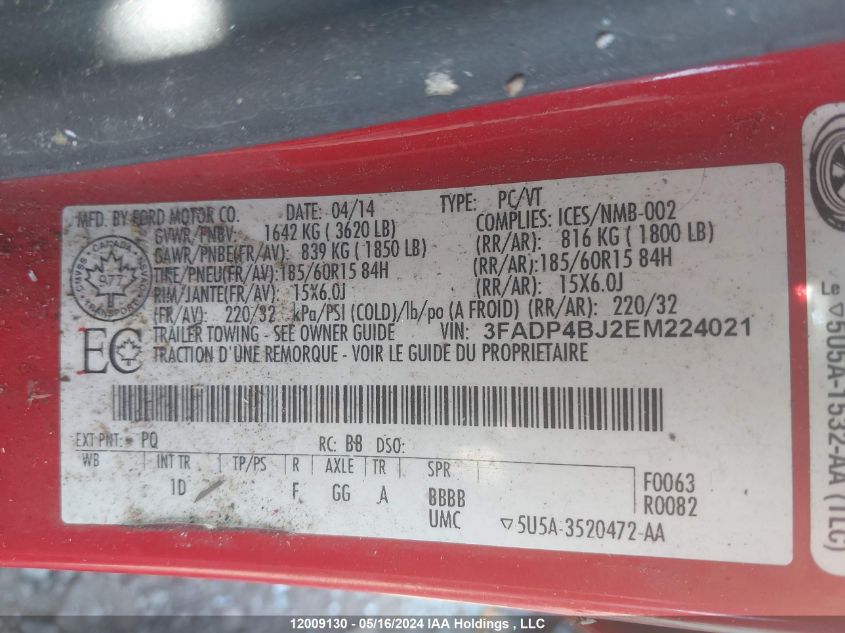 MFD. BY FORD MOTOR CO. DATE: 04/14 TYPE: PC/VT
GVWR/PNBV: 1642 KG ( 3620 LB) COMPLIES: ICES/NMB-002
GAWR/PNBE(FR/AV): 839 KG ( 1850 LB) (RR/AR): 816 KG ( 1800 LB)
TIRE/PNEU(FR/AV): 185/60R15 84H (RR/AR): 185/60R15 84H
RIM/JANTE(FR/AV): 15X6.0J (RR/AR): 15X6.0J
(FR/AV): 220/32 kPa/PSI (COLD)/lb/po (A FROID) (RR/AR): 220/32
TRAILER TOWING - SEE OWNER GUIDE VIN: 3FADP4BJ2EM224021
TRACTION D'UNE REMORQUE - VOIR LE GUIDE DU PROPRIETAIRE
CANADA
977
TRANSPORT
EC
EXT PNT: PQ RC: BB DSO:
WB INT TR TP/PS R AXLE TR SPR
1D F GG A BBBB
UMC
F0063
R0082
▽5U5A-3520472-AA
▽5U5A-1532-AA (TLC)
12009130 - 05/16/2024 IAA Holdings , LLC